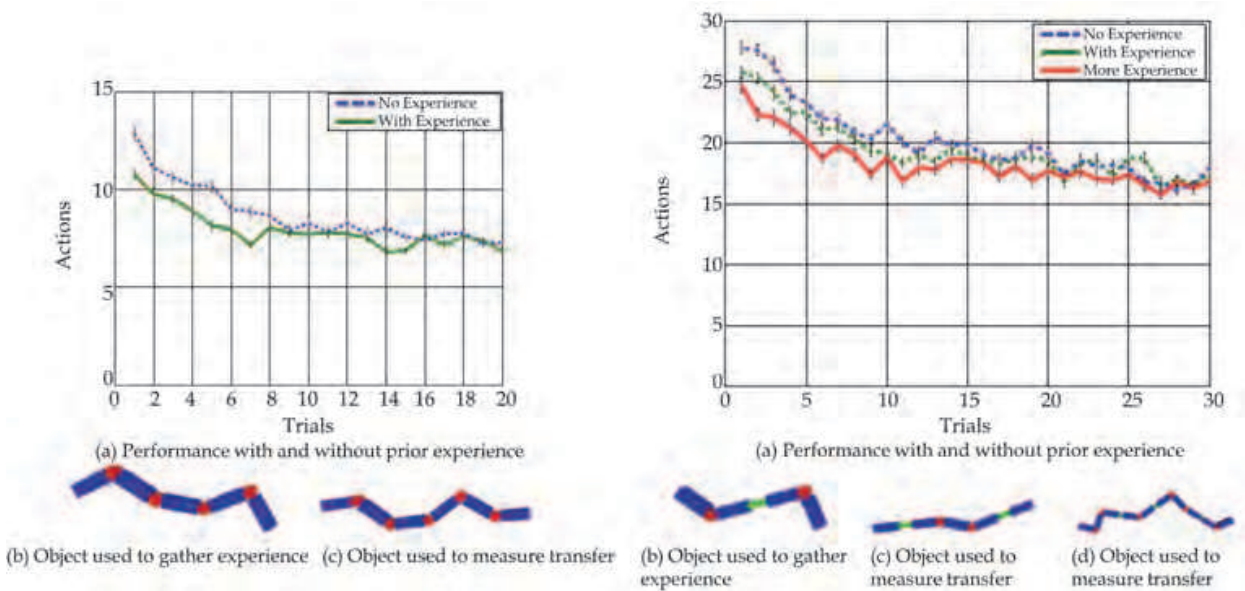 15
10
5
0
Actions
No Experience
With Experience
0 2 4 6 8 10 12 14 16 18 20
Trials
(a) Performance with and without prior experience
(b) Object used to gather experience
(c) Object used to measure transfer
30
25
20
15
10
5
0
Actions
No Experience
With Experience
More Experience
0 5 10 15 20 25 30
Trials
(a) Performance with and without prior experience
(b) Object used to gather
experience
(c) Object used to
measure transfer
(d) Object used to
measure transfer